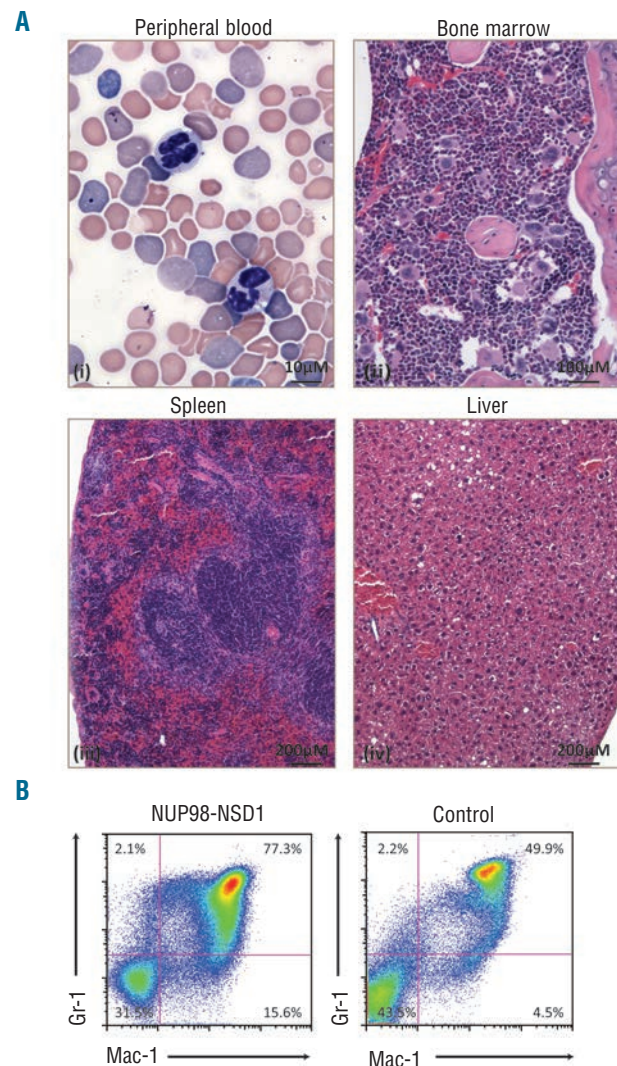 A
Peripheral blood
Bone marrow
(i)
10µM
(ii)
100µM
Spleen
Liver
(iii)
200µM
(iv)
200µM
B
NUP98-NSD1
Control
2.1%
77.3%
2.2%
49.9%
Gr-1
Gr-1
31.5%
15.6%
43.5%
4.5%
Mac-1
Mac-1